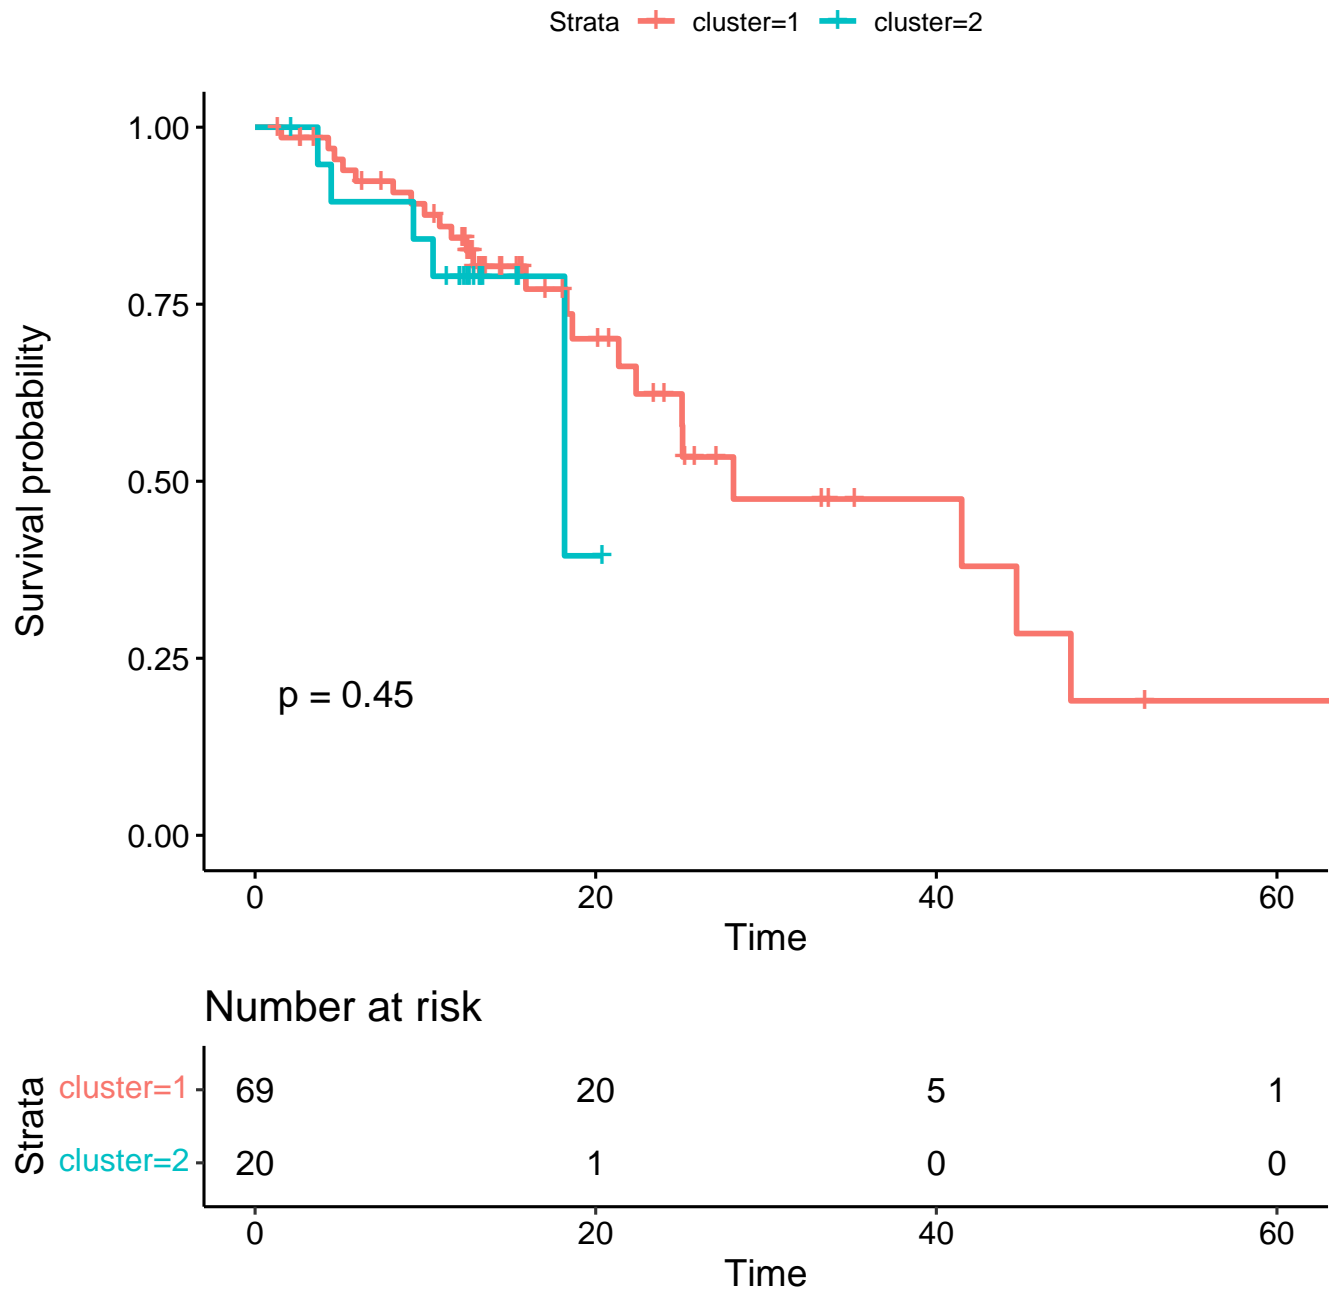 Strata cluster=1 cluster=2
1.00
0.75
0.50
0.25
0.00
Survival probability
p = 0.45
0 20 40 60
Time
Number at risk
Strata
cluster=1 69 20 5 1
cluster=2 20 1 0 0
0 20 40 60
Time